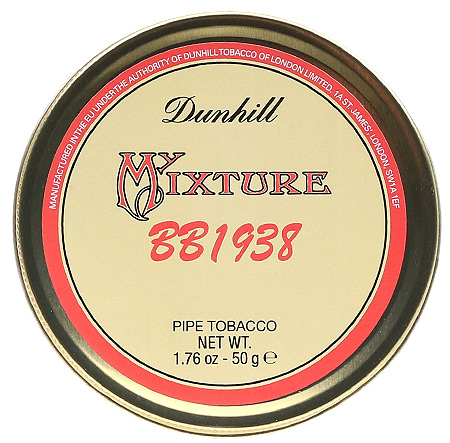 MANUFACTURED IN THE EU UNDER THE AUTHORITY OF DUNHILL TOBACCO OF LONDON LIMITED, 1A ST. JAMES', LONDON, SW1A 1EF
Dunhill
MY MIXTURE
BB1938
PIPE TOBACCO
NET WT.
1.76 oz - 50 g ℮